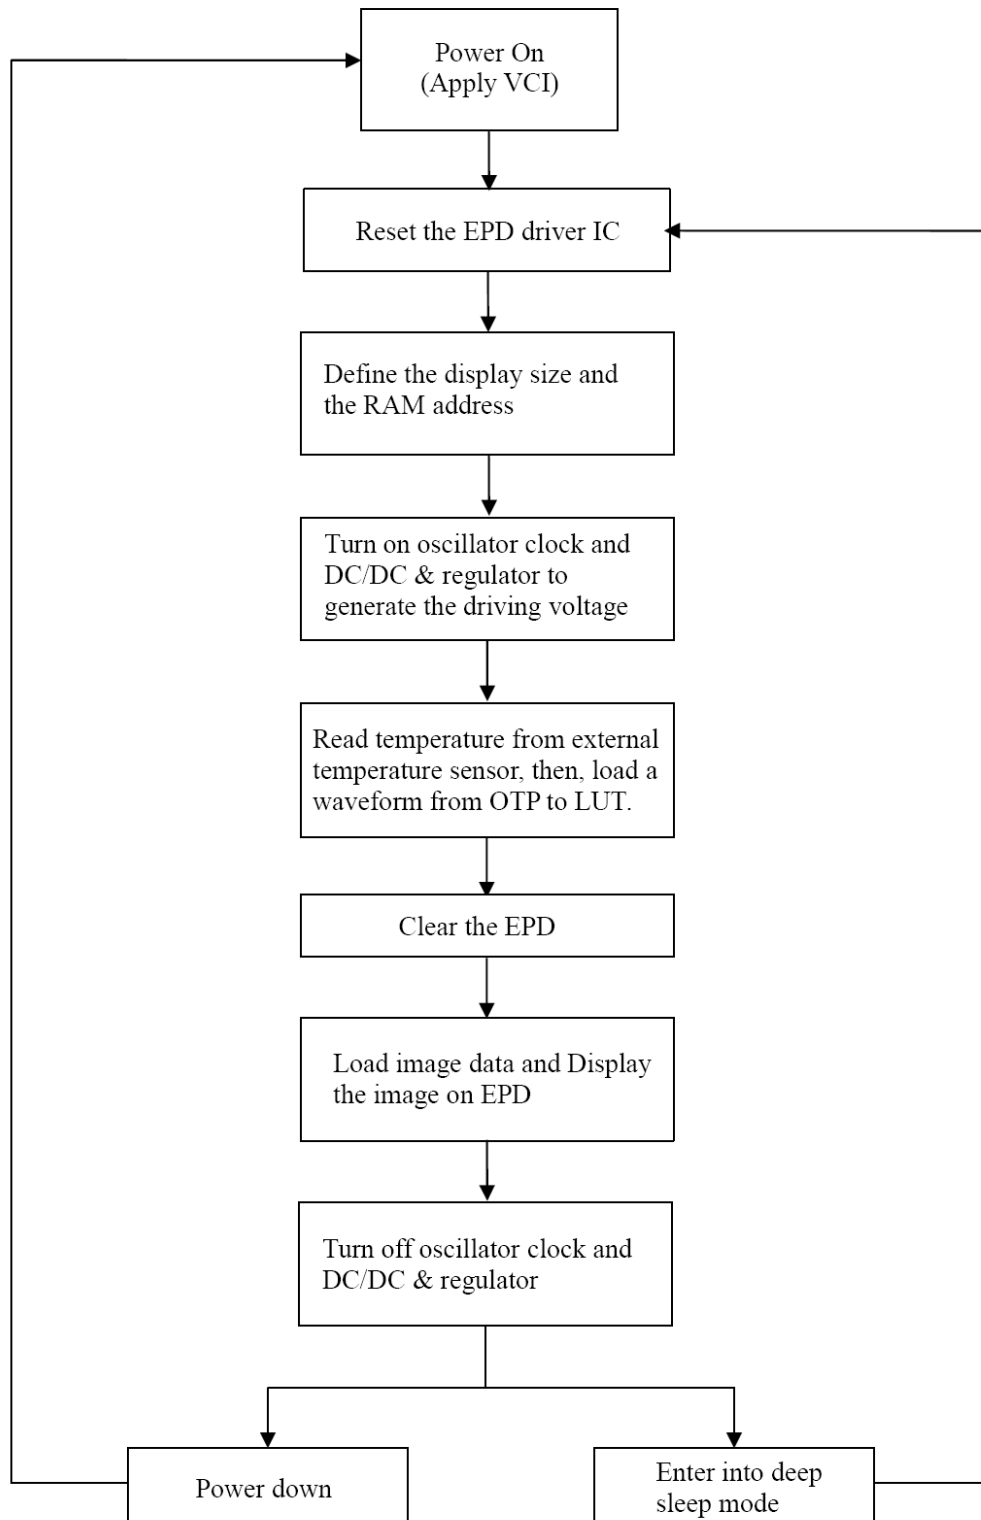 Power On
(Apply VCI)
Reset the EPD driver IC
Define the display size and
the RAM address
Turn on oscillator clock and
DC/DC & regulator to
generate the driving voltage
Read temperature from external
temperature sensor, then, load a
waveform from OTP to LUT.
Clear the EPD
Load image data and Display
the image on EPD
Turn off oscillator clock and
DC/DC & regulator
Power down
Enter into deep
sleep mode